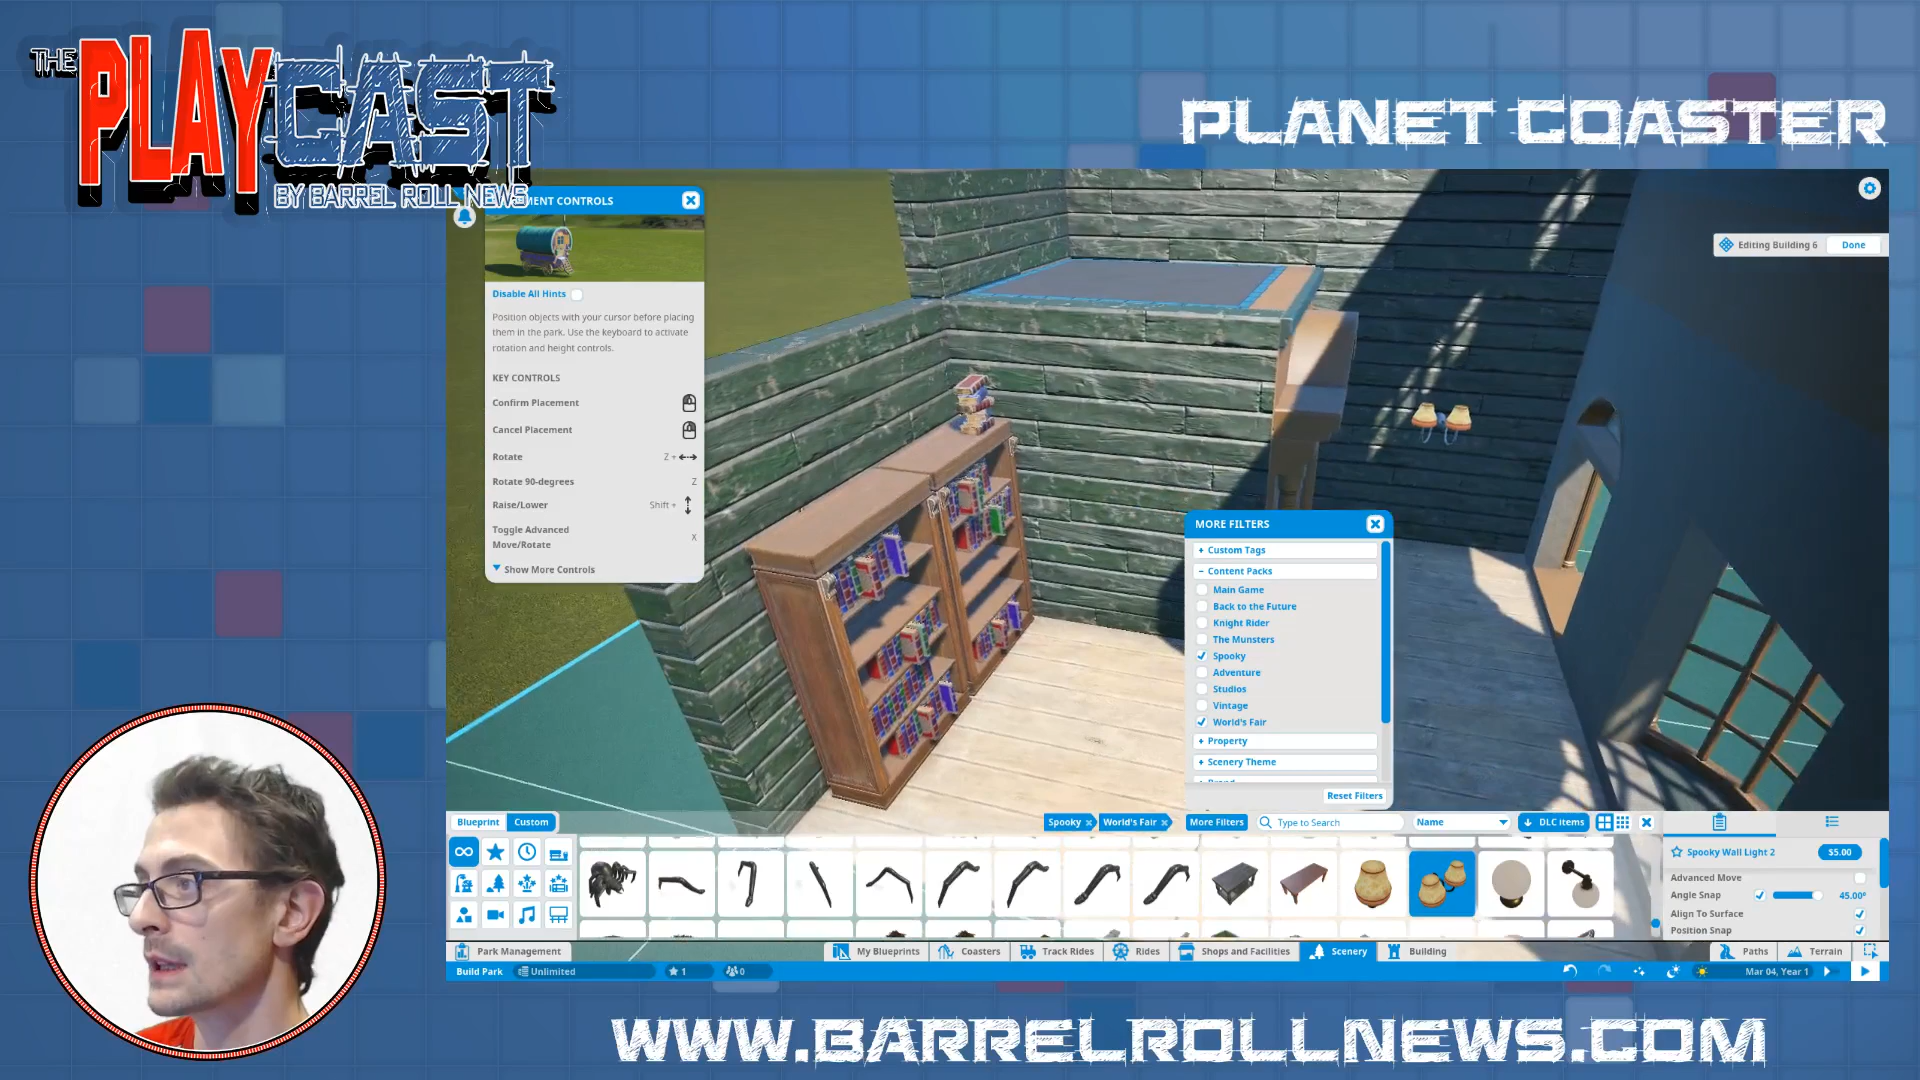 THE
PLAYCAST
BY BARREL ROLL NEWS
PLANET COASTER
MENT CONTROLS
Disable All Hints
Position objects with your cursor before placing
them in the park. Use the keyboard to activate
rotation and height controls.
KEY CONTROLS
Confirm Placement
Cancel Placement
Rotate Z +
Rotate 90-degrees Z
Raise/Lower Shift +
Toggle Advanced
Move/Rotate X
Show More Controls
Editing Building 6 Done
MORE FILTERS
+ Custom Tags
– Content Packs
Main Game
Back to the Future
Knight Rider
The Munsters
Spooky
Adventure
Studios
Vintage
World's Fair
+ Property
+ Scenery Theme
Reset Filters
Blueprint Custom
Spooky World's Fair More Filters Type to Search Name DLC items
Spooky Wall Light 2 $5.00
Advanced Move
Angle Snap 45.00°
Align To Surface
Position Snap
Park Management My Blueprints Coasters Track Rides Rides Shops and Facilities Scenery Building Paths Terrain
Build Park Unlimited 1 0 Mar 04, Year 1
WWW.BARRELROLLNEWS.COM